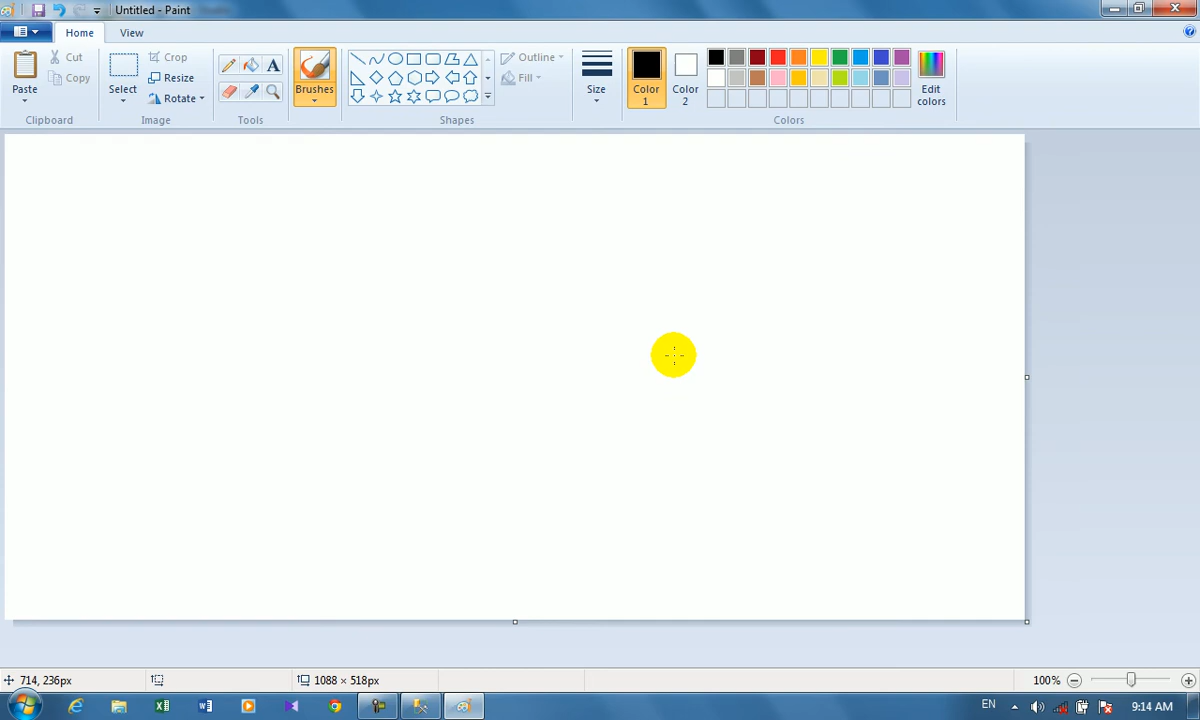 Untitled - Paint
Home
View
Paste
Cut
Copy
Clipboard
Select
Crop
Resize
Rotate
Image
A
Tools
Brushes
Shapes
Outline
Fill
Size
Color
1
Color
2
Colors
Edit
colors
714, 236px
1088 × 518px
100%
EN
9:14 AM